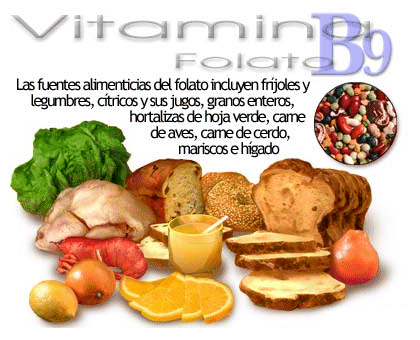 Vitamina
Folato B9
Las fuentes alimenticias del folato incluyen fríjoles y
legumbres, cítricos y sus jugos, granos enteros,
hortalizas de hoja verde, carne
de aves, carne de cerdo,
mariscos e hígado